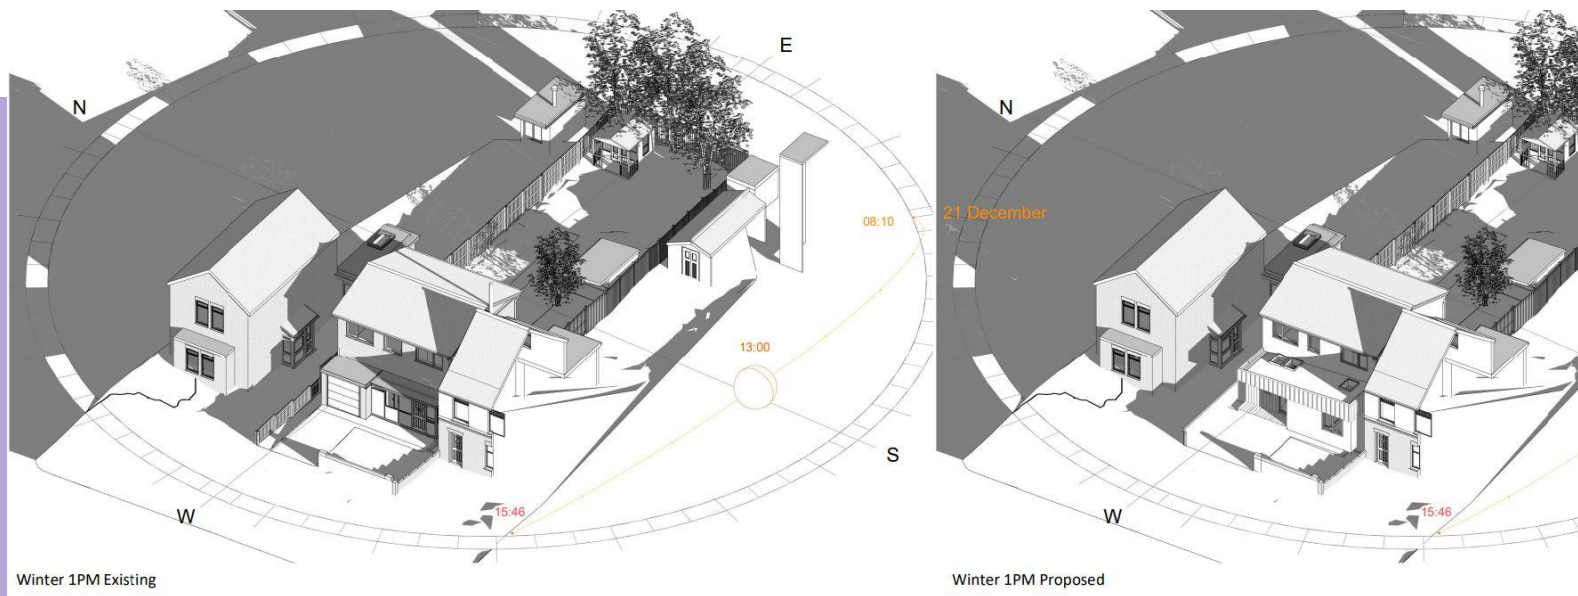 E
N
N
08:10
21 December
13:00
S
W
15:46
W
15:46
Winter 1PM Existing
Winter 1PM Proposed